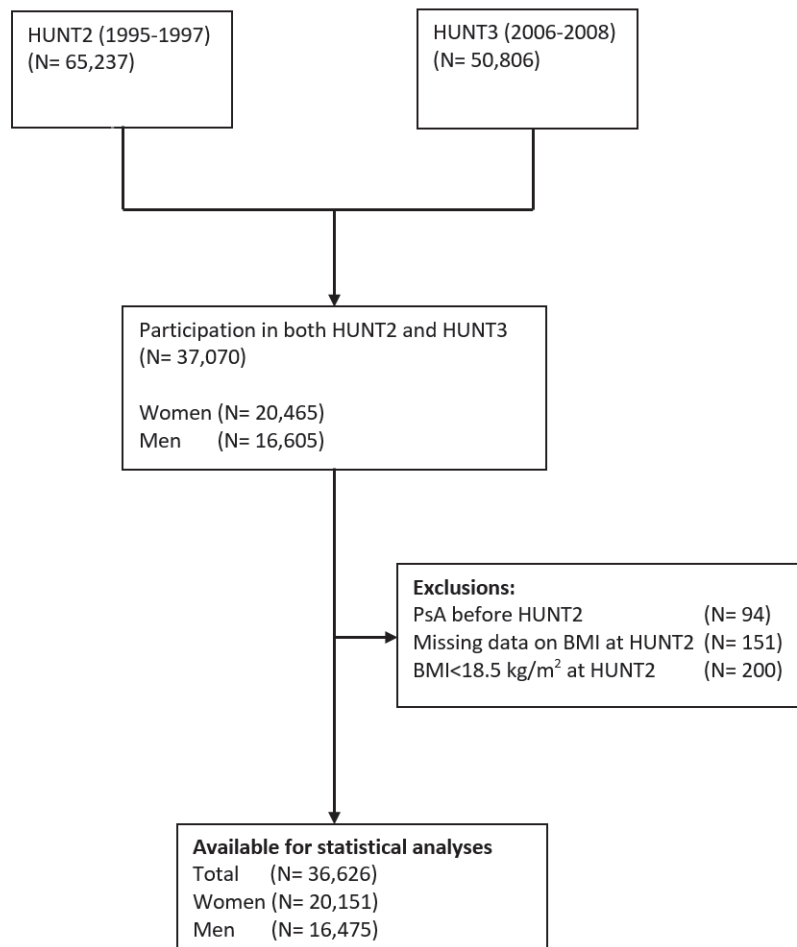 HUNT2 (1995-1997)
(N= 65,237)
HUNT3 (2006-2008)
(N= 50,806)
Participation in both HUNT2 and HUNT3
(N= 37,070)
Women (N= 20,465)
Men (N= 16,605)
Exclusions:
PsA before HUNT2 (N= 94)
Missing data on BMI at HUNT2 (N= 151)
BMI<18.5 kg/m² at HUNT2 (N= 200)
Available for statistical analyses
Total (N= 36,626)
Women (N= 20,151)
Men (N= 16,475)